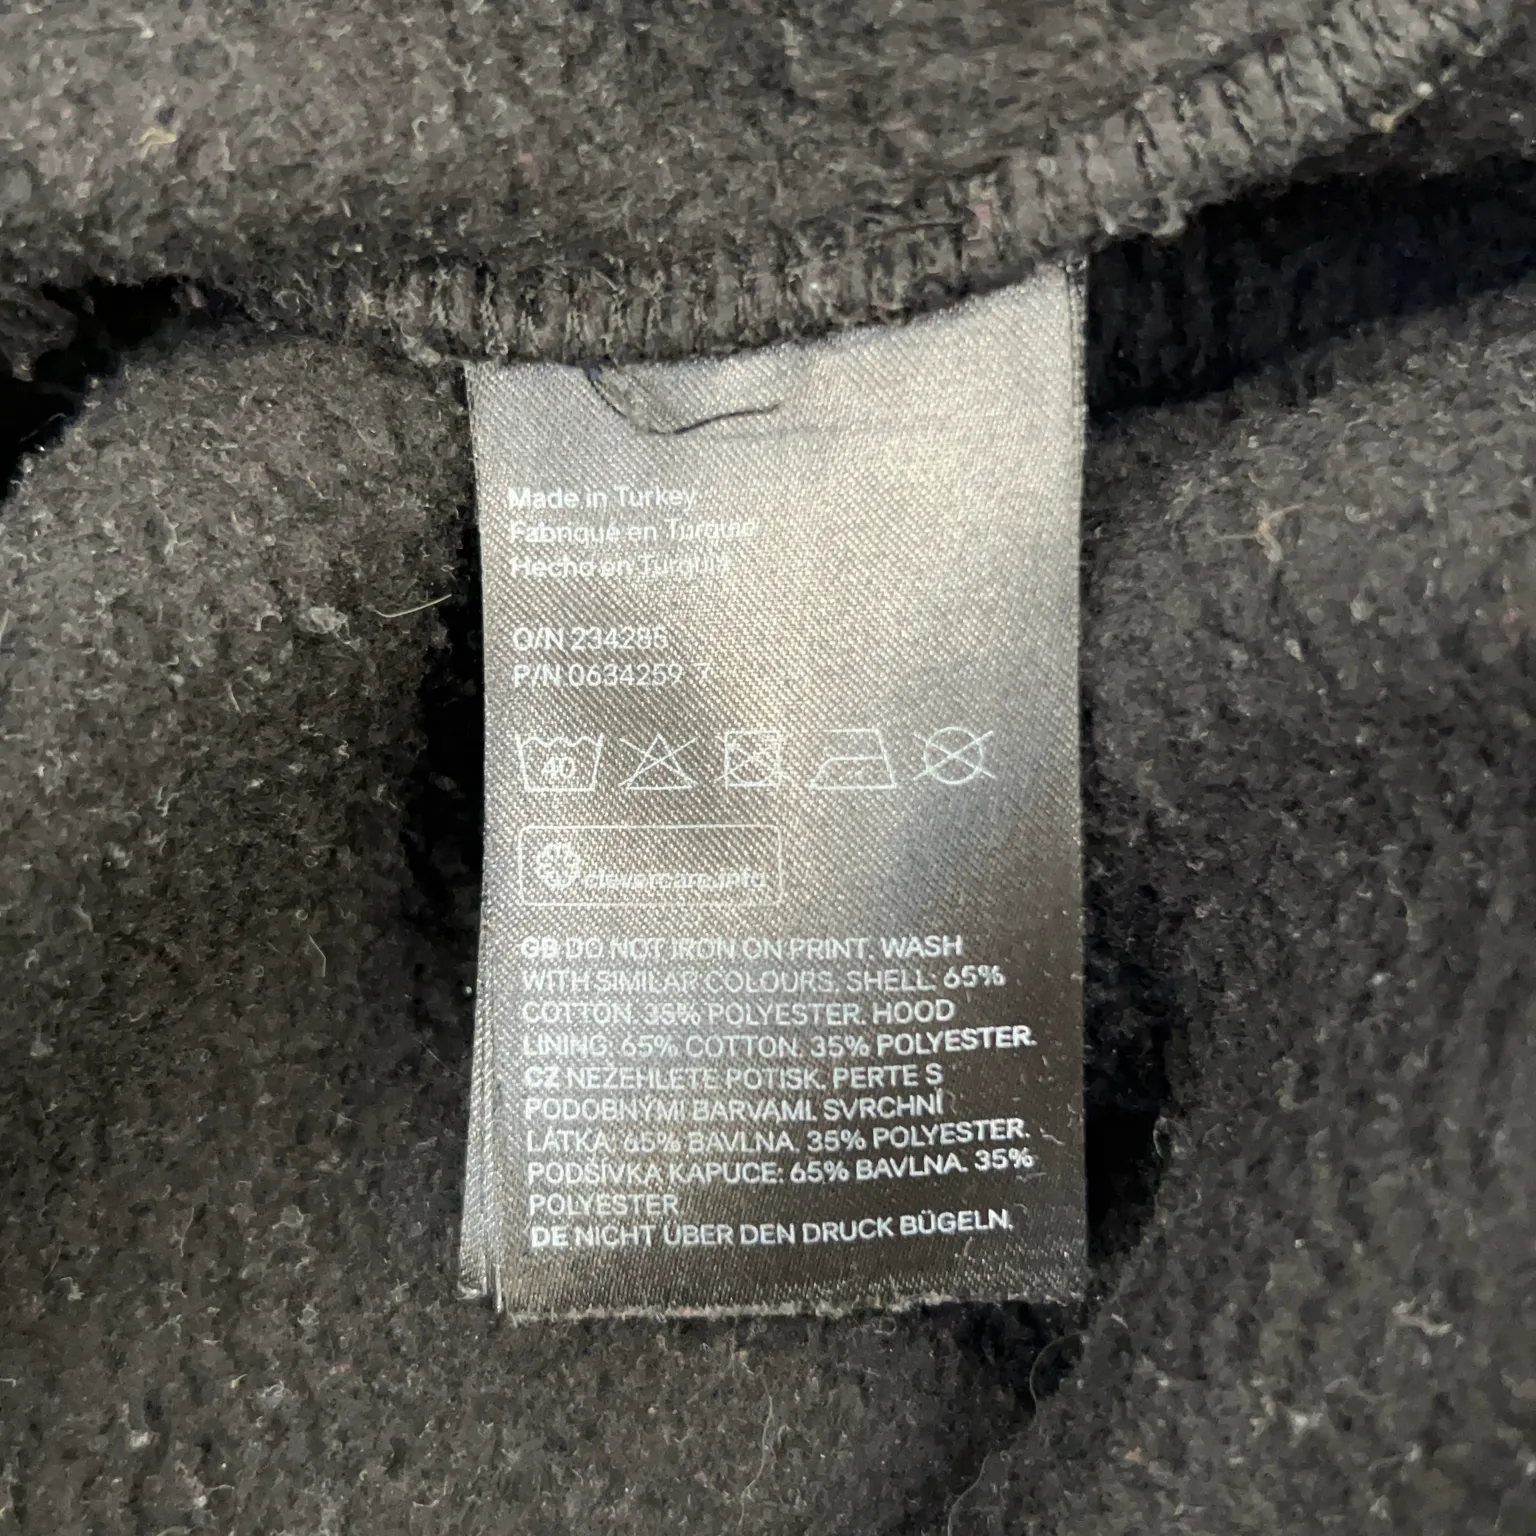 Made in Turkey
Fabriqué en Turquie
Hecho en Turquía
O/N 234285
P/N 0634259 7
40
clevercare.info
GB DO NOT IRON ON PRINT. WASH
WITH SIMILAR COLOURS. SHELL: 65%
COTTON. 35% POLYESTER. HOOD
LINING: 65% COTTON. 35% POLYESTER.
CZ NEŽEHLETE POTISK. PERTE S
PODOBNÝMI BARVAMI. SVRCHNÍ
LÁTKA: 65% BAVLNA. 35% POLYESTER.
PODŠÍVKA KAPUCE: 65% BAVLNA. 35%
POLYESTER
DE NICHT ÜBER DEN DRUCK BÜGELN.